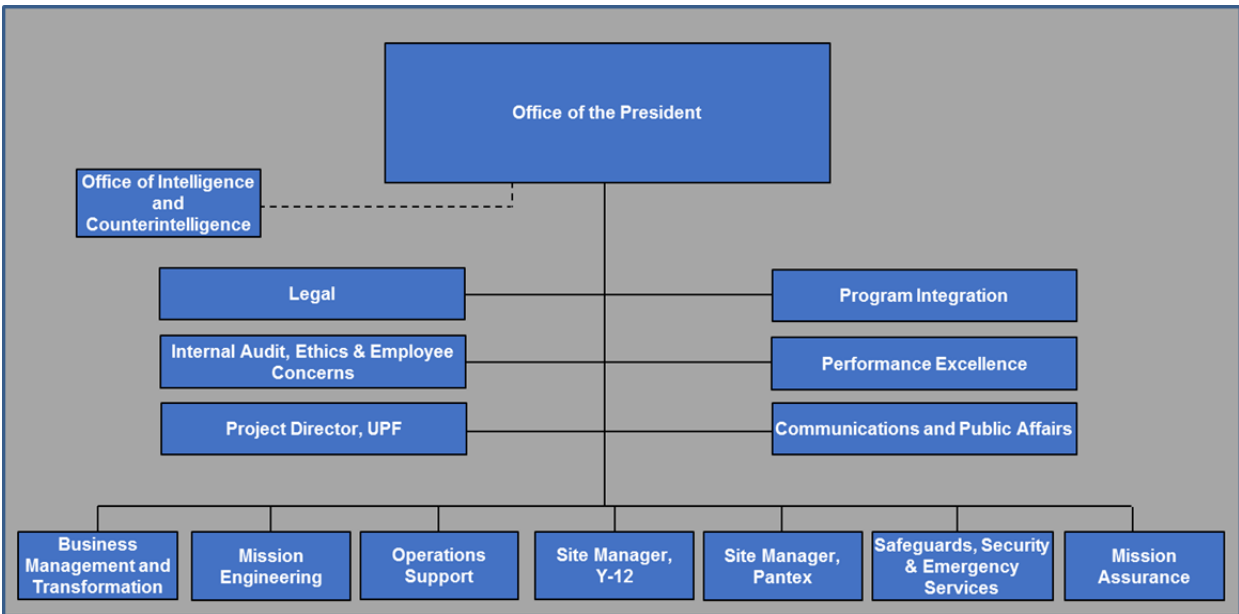 Office of the President
Office of Intelligence
and
Counterintelligence
Legal
Program Integration
Internal Audit, Ethics & Employee
Concerns
Performance Excellence
Project Director, UPF
Communications and Public Affairs
Business
Management and
Transformation
Mission
Engineering
Operations
Support
Site Manager,
Y-12
Site Manager,
Pantex
Safeguards, Security
& Emergency
Services
Mission
Assurance